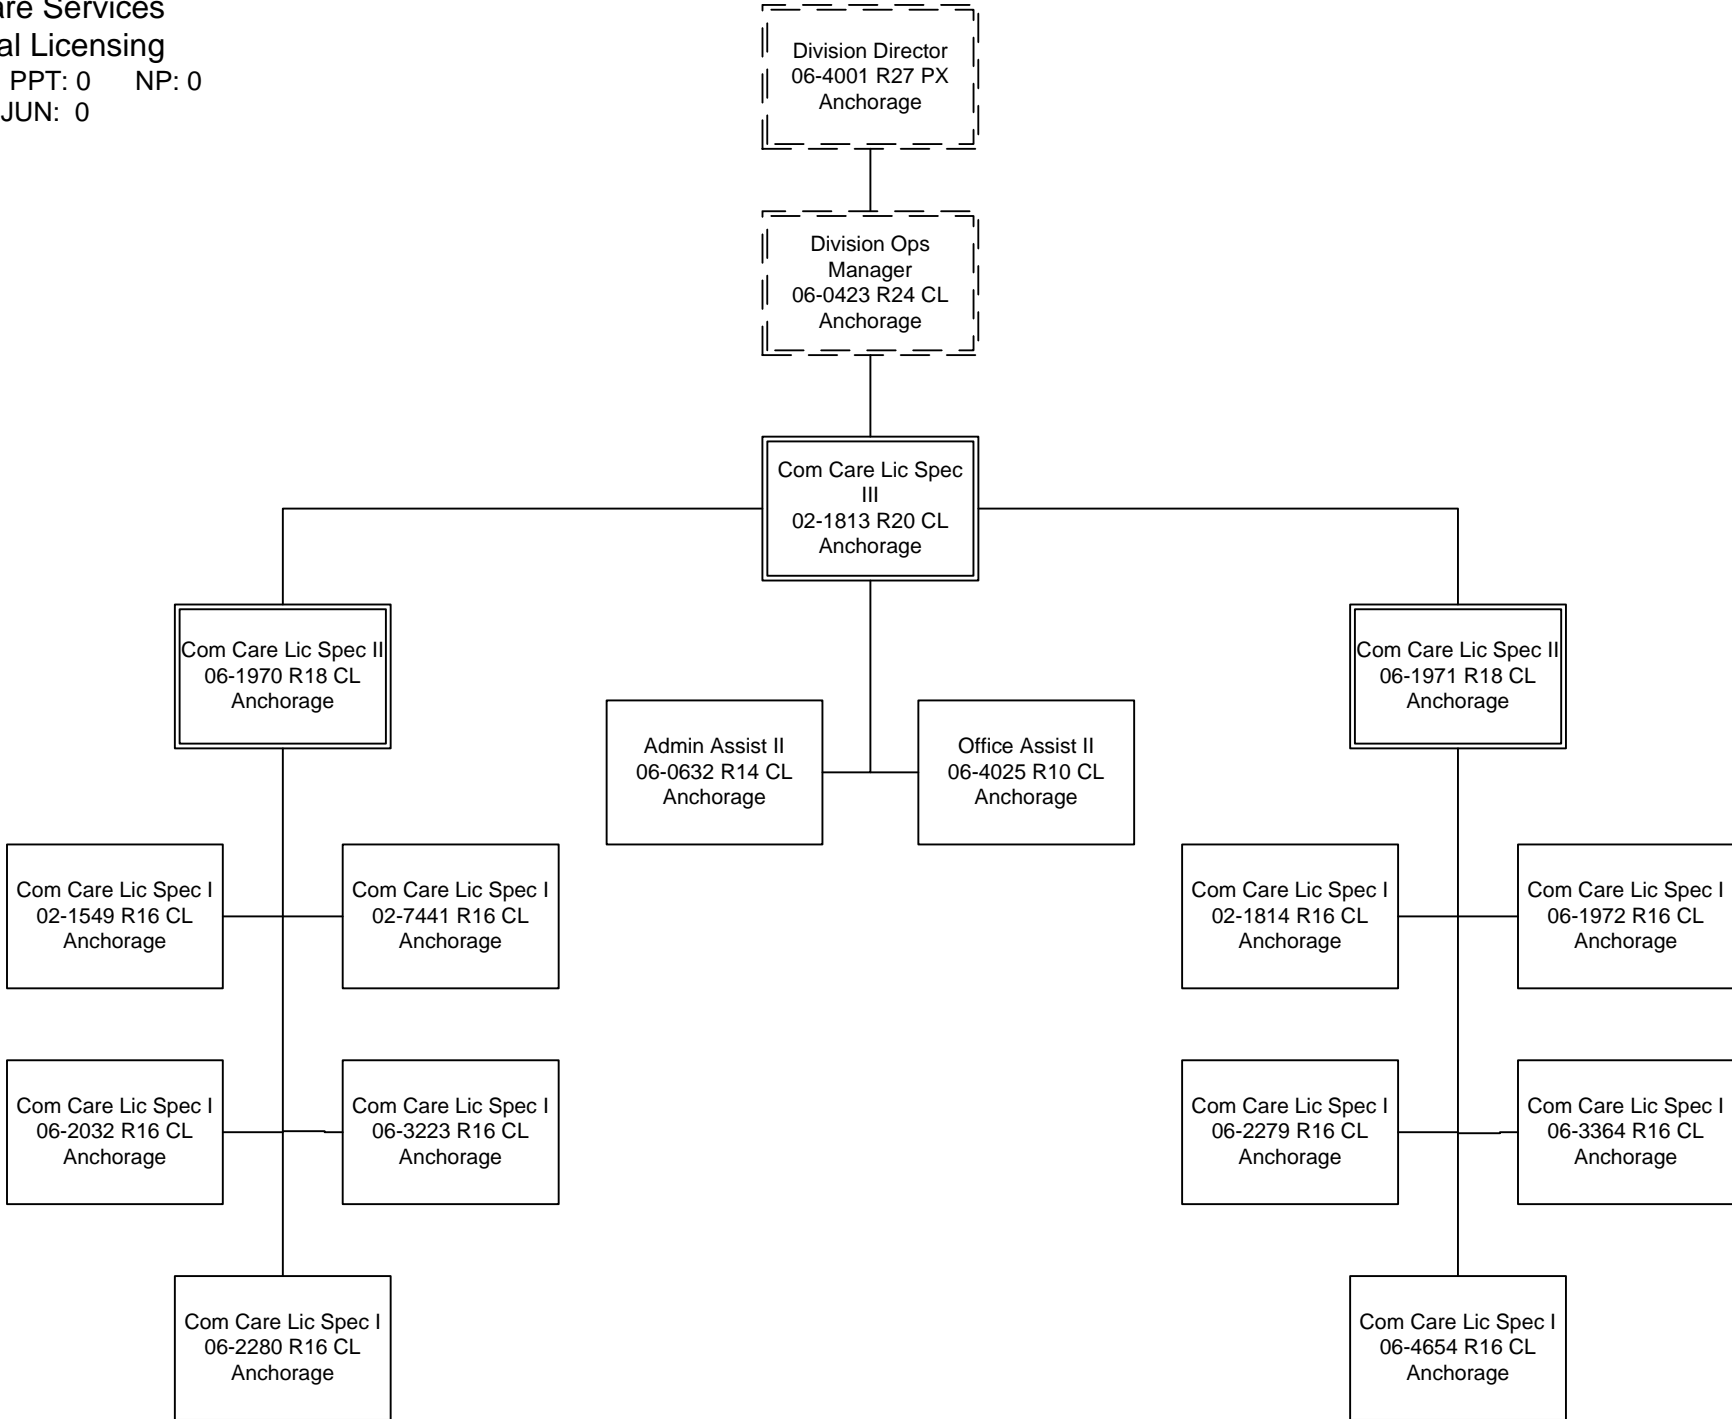 Services
Licensing
PPT: 0 NP: 0
JUN: 0
Division Director
06-4001 R27 PX
Anchorage
Division Ops
Manager
06-0423 R24 CL
Anchorage
Com Care Lic Spec
III
02-1813 R20 CL
Anchorage
Com Care Lic Spec II
06-1970 R18 CL
Anchorage
Com Care Lic Spec II
06-1971 R18 CL
Anchorage
Admin Assist II
06-0632 R14 CL
Anchorage
Office Assist II
06-4025 R10 CL
Anchorage
Com Care Lic Spec I
02-1549 R16 CL
Anchorage
Com Care Lic Spec I
02-7441 R16 CL
Anchorage
Com Care Lic Spec I
02-1814 R16 CL
Anchorage
Com Care Lic Spec I
06-1972 R16 CL
Anchorage
Com Care Lic Spec I
06-2032 R16 CL
Anchorage
Com Care Lic Spec I
06-3223 R16 CL
Anchorage
Com Care Lic Spec I
06-2279 R16 CL
Anchorage
Com Care Lic Spec I
06-3364 R16 CL
Anchorage
Com Care Lic Spec I
06-2280 R16 CL
Anchorage
Com Care Lic Spec I
06-4654 R16 CL
Anchorage